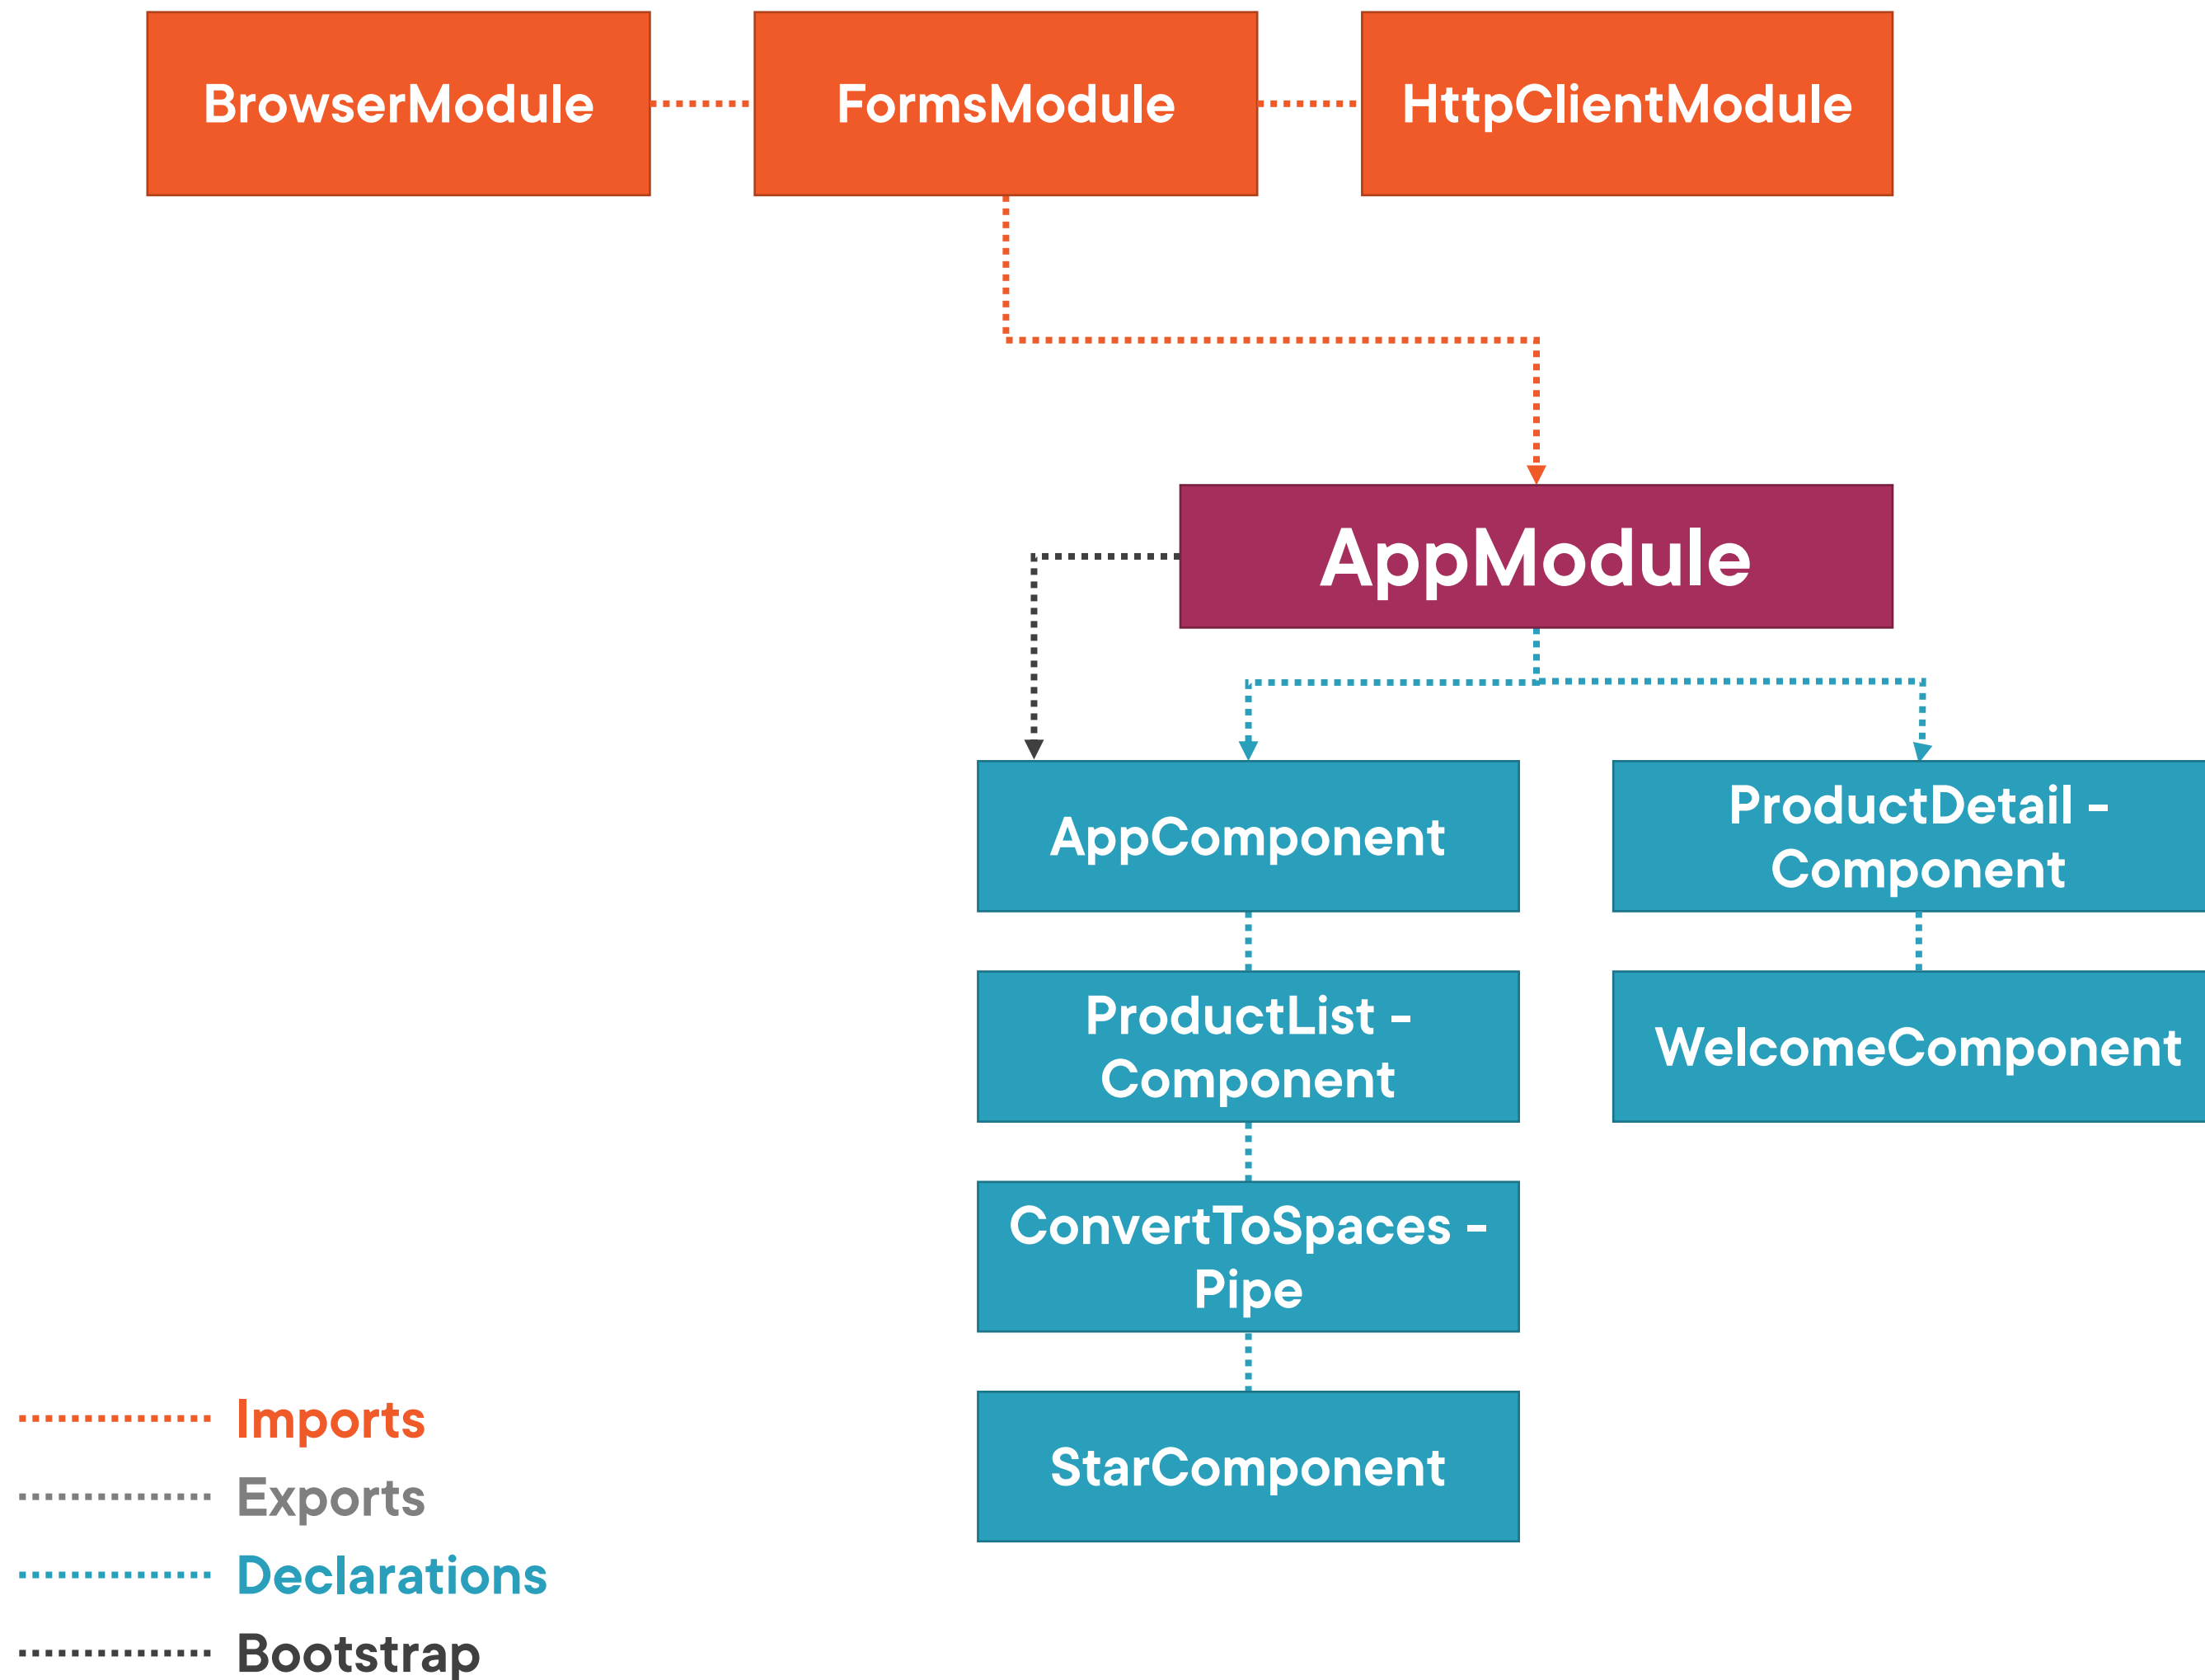 BrowserModule
FormsModule
HttpClientModule
AppModule
AppComponent
ProductDetail -
Component
ProductList -
Component
WelcomeComponent
ConvertToSpaces -
Pipe
StarComponent
Imports
Exports
Declarations
Bootstrap